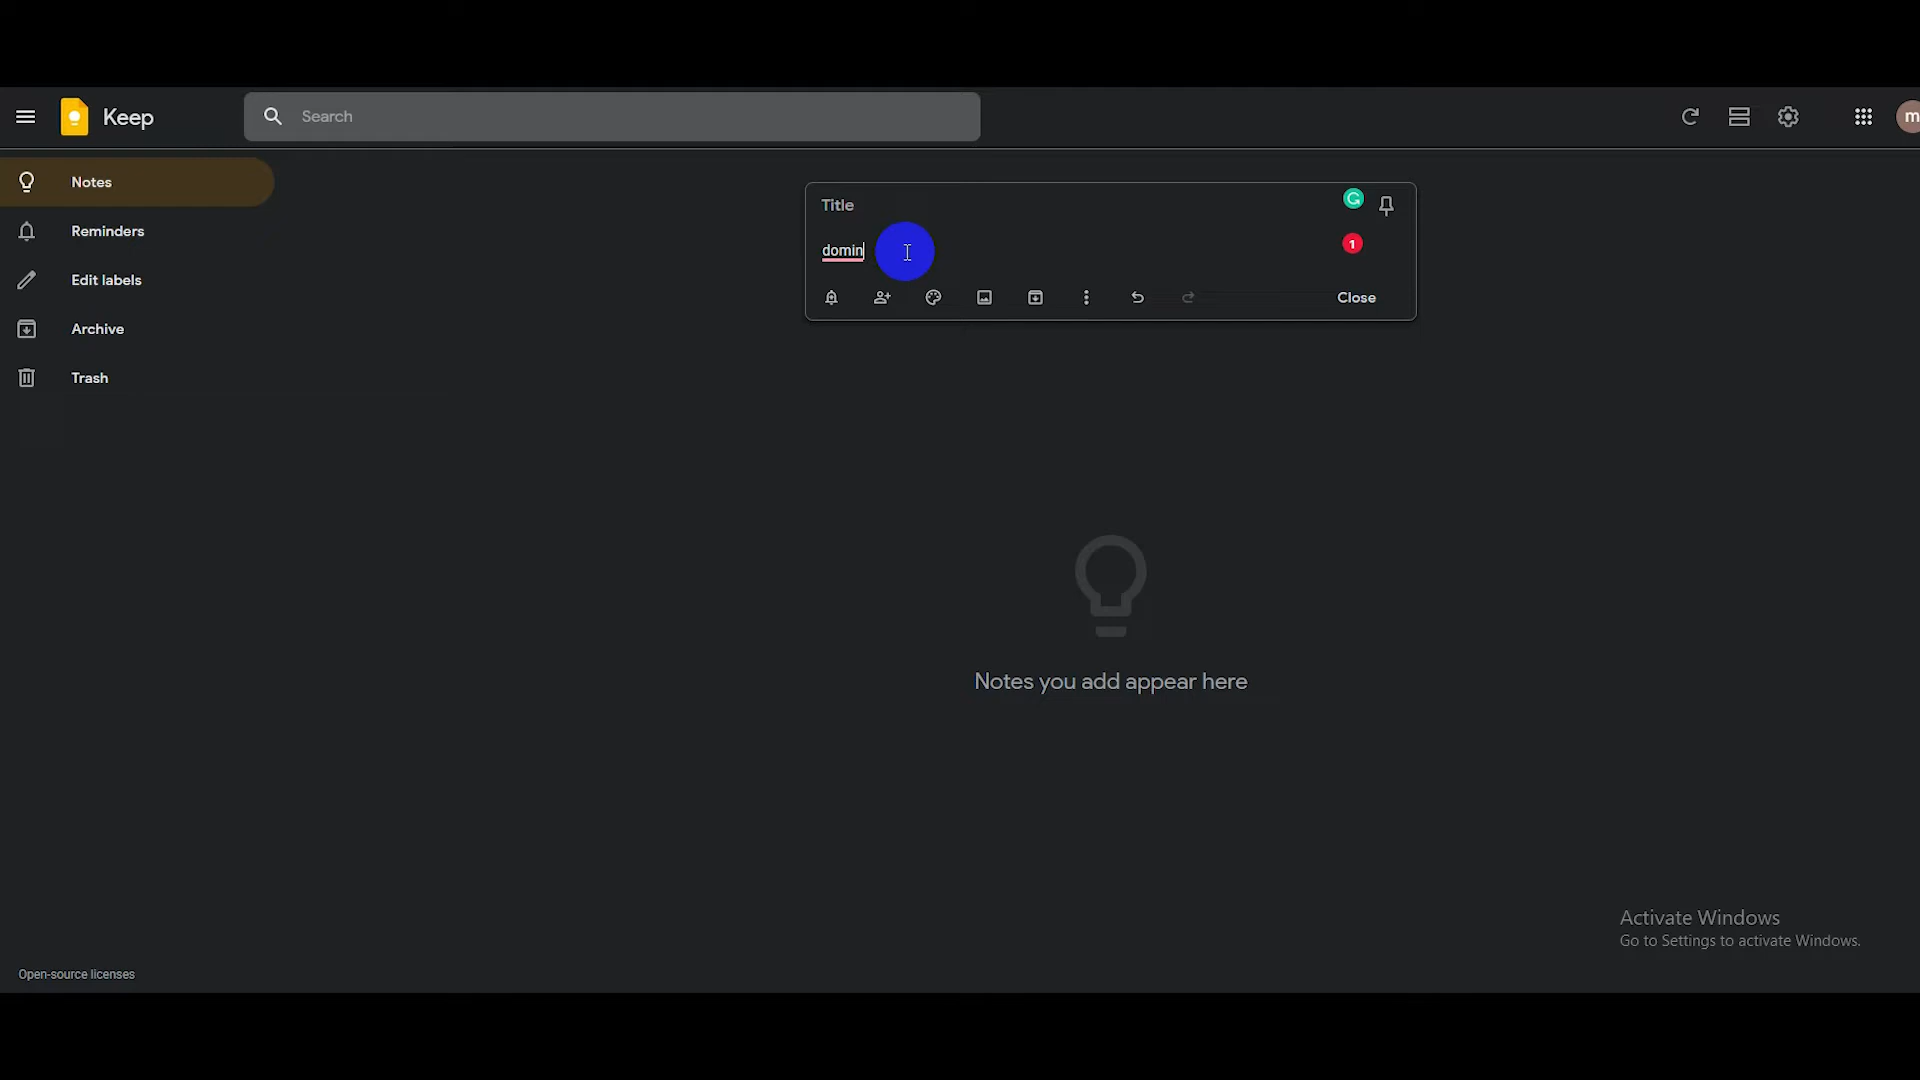 Keep
Search
m
Notes
Reminders
Edit labels
Archive
Trash
Title
domin
1
Close
Notes you add appear here
Activate Windows
Go to Settings to activate Windows.
Open-source licenses